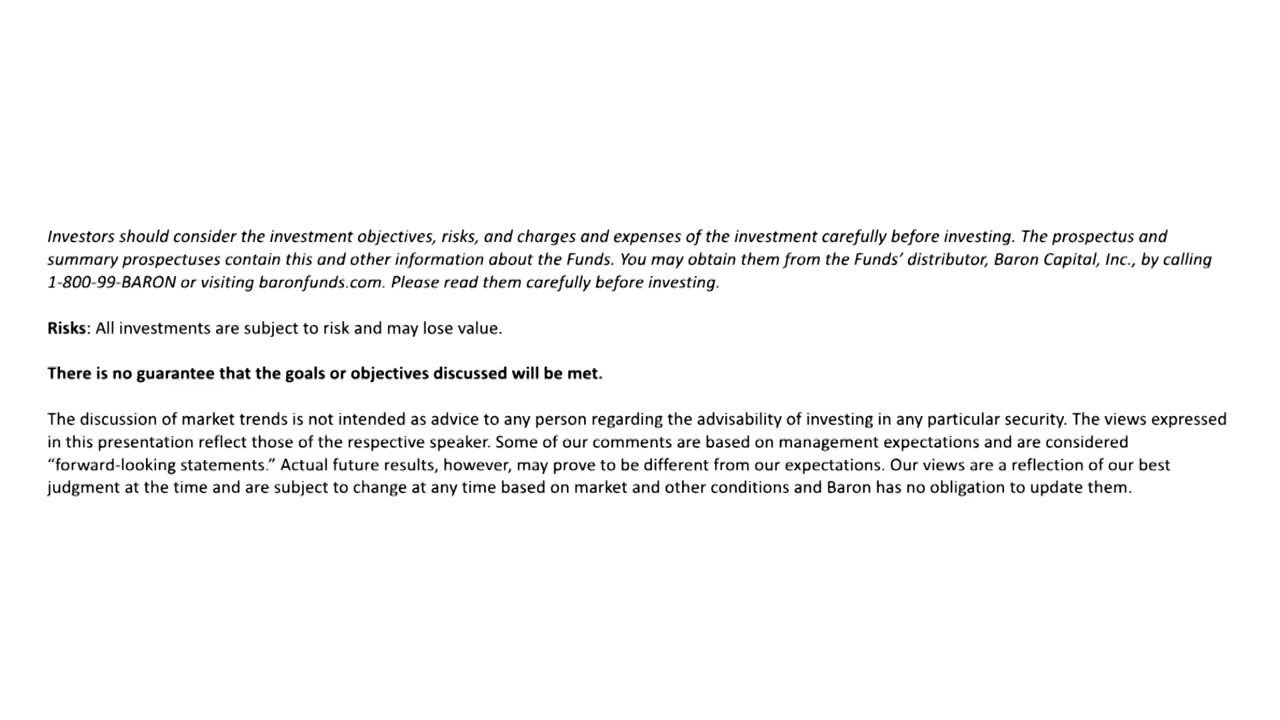 Investors should consider the investment objectives, risks, and charges and expenses of the investment carefully before investing. The prospectus and
summary prospectuses contain this and other information about the Funds. You may obtain them from the Funds’ distributor, Baron Capital, Inc., by calling
1-800-99-BARON or visiting baronfunds.com. Please read them carefully before investing.
Risks: All investments are subject to risk and may lose value.
There is no guarantee that the goals or objectives discussed will be met.
The discussion of market trends is not intended as advice to any person regarding the advisability of investing in any particular security. The views expressed
in this presentation reflect those of the respective speaker. Some of our comments are based on management expectations and are considered
“forward-looking statements.” Actual future results, however, may prove to be different from our expectations. Our views are a reflection of our best
judgment at the time and are subject to change at any time based on market and other conditions and Baron has no obligation to update them.